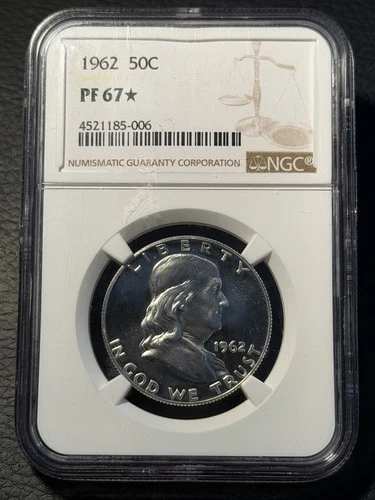 1962 50C
PF 67★
4521185-006
NUMISMATIC GUARANTY CORPORATION NGC®
LIBERTY
1962
IN GOD WE TRUST